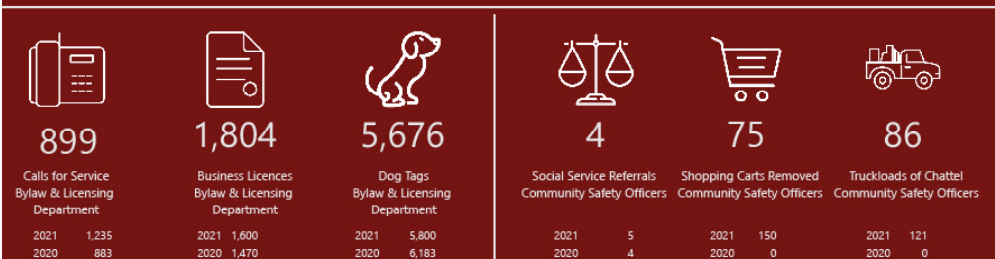 899
Calls for Service
Bylaw & Licensing
Department
2021 1,235
2020 883
1,804
Business Licences
Bylaw & Licensing
Department
2021 1,600
2020 1,470
5,676
Dog Tags
Bylaw & Licensing
Department
2021 5,800
2020 6,183
4
Social Service Referrals
Community Safety Officers
2021 5
2020 4
75
Shopping Carts Removed
Community Safety Officers
2021 150
2020 0
86
Truckloads of Chattel
Community Safety Officers
2021 121
2020 0